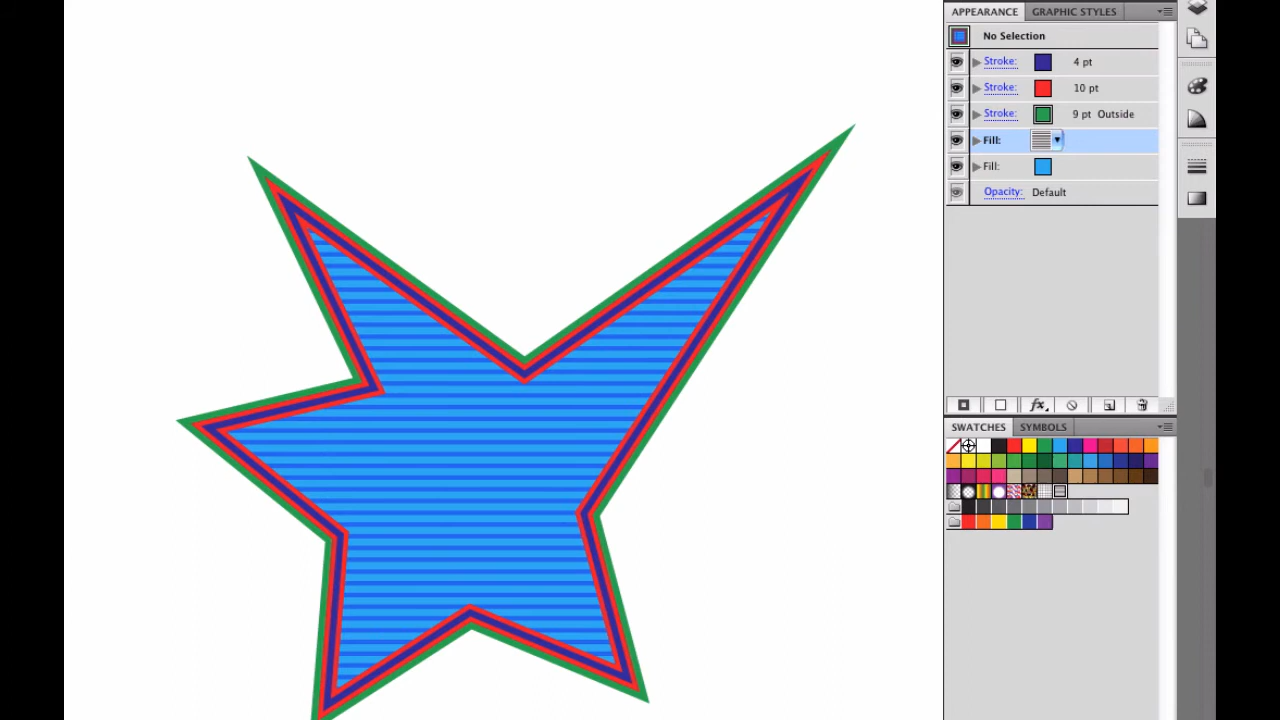 APPEARANCE GRAPHIC STYLES
No Selection
Stroke: 4 pt
Stroke: 10 pt
Stroke: 9 pt Outside
Fill:
Fill:
Opacity: Default
fx
SWATCHES SYMBOLS